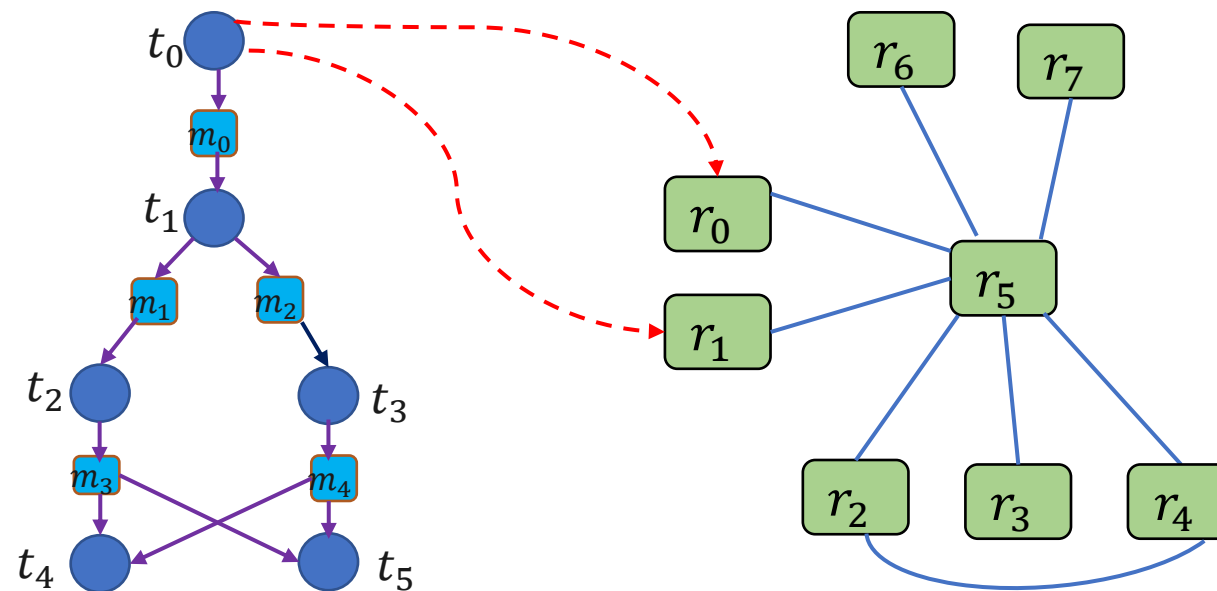 t₀
m₀
t₁
m₁
m₂
t₂
t₃
m₃
m₄
t₄
t₅
r₆
r₇
r₀
r₅
r₁
r₂
r₃
r₄